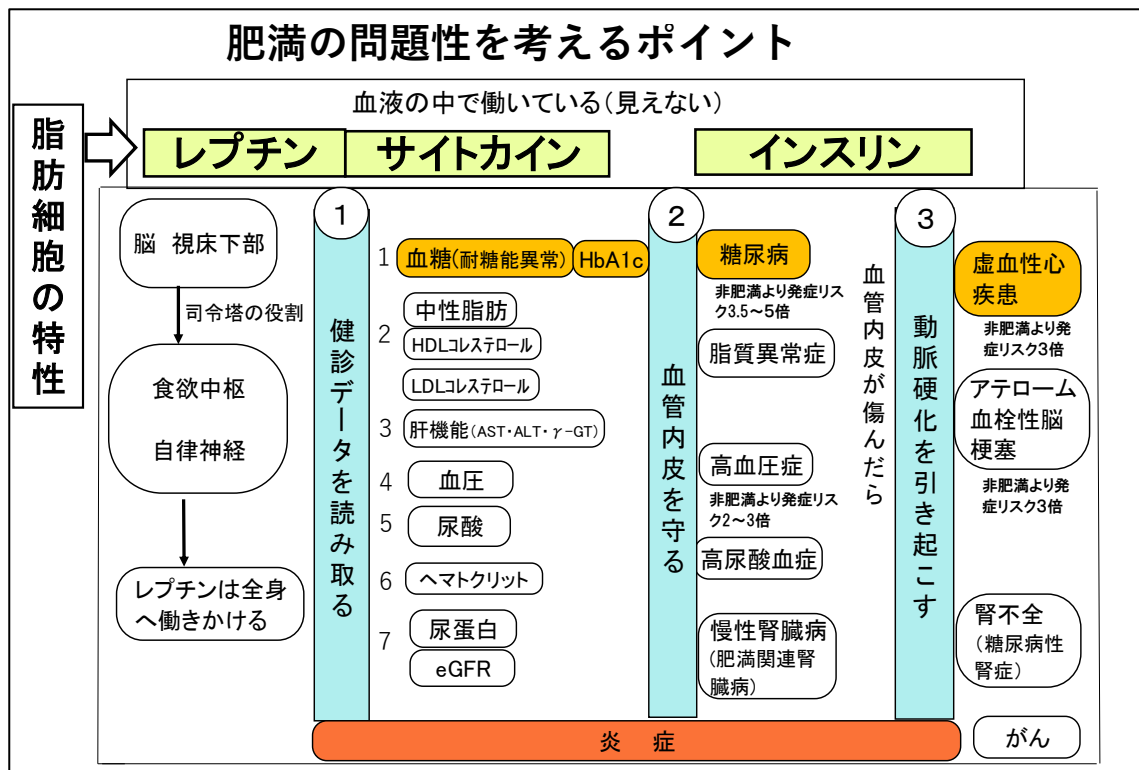 肥満の問題性を考えるポイント
脂肪細胞の特性
血液の中で働いている(見えない)
レプチン
サイトカイン
インスリン
脳 視床下部
司令塔の役割
食欲中枢
自律神経
レプチンは全身
へ働きかける
1
健診データを読み取る
1 血糖(耐糖能異常) HbA1c
2 中性脂肪
HDLコレステロール
LDLコレステロール
3 肝機能(AST・ALT・γ-GT)
4 血圧
5 尿酸
6 ヘマトクリット
7 尿蛋白
eGFR
2
血管内皮を守る
糖尿病
非肥満より発症リス
ク3.5～5倍
脂質異常症
高血圧症
非肥満より発症リス
ク2～3倍
高尿酸血症
慢性腎臓病
(肥満関連腎
臓病)
血管内皮が傷んだら
3
動脈硬化を引き起こす
虚血性心
疾患
非肥満より発
症リスク3倍
アテローム
血栓性脳
梗塞
非肥満より発
症リスク3倍
腎不全
(糖尿病性
腎症)
がん
炎 症